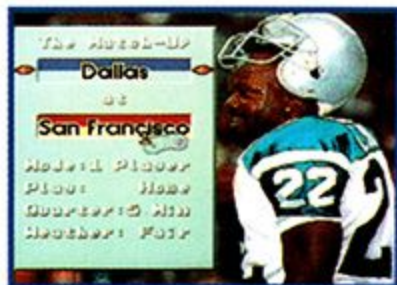 The Match-Up
Dallas
at
San Francisco
Mode: 1 Player
Play: Home
Quarter: 5 Min
Weather: Fair
22